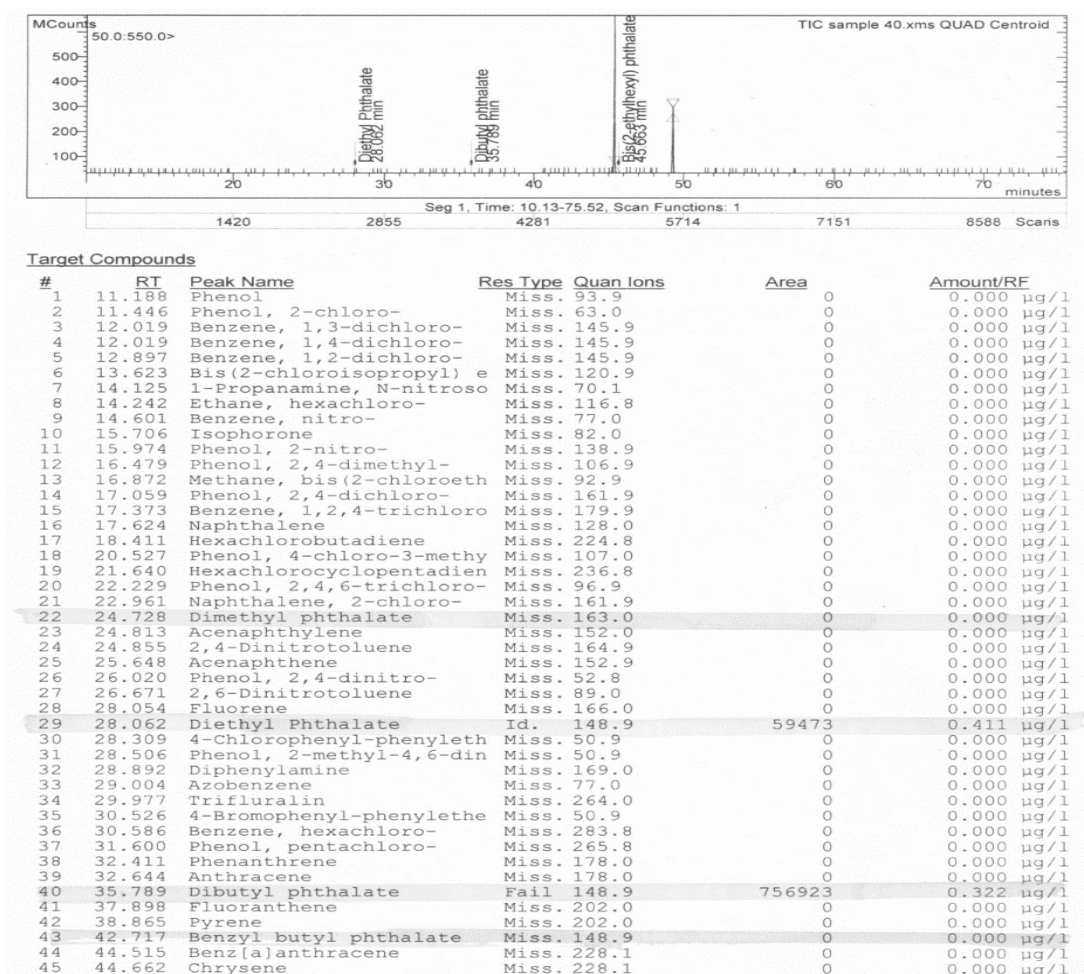 MCounts
50.0:550.0>
TIC sample 40.xms QUAD Centroid
500
400
300
200
100
Diethyl Phthalate
28.062 min
Dibutyl phthalate
35.789 min
Bis(2-ethylhexyl) phthalate
45.663 min
20 30 40 50 60 70
minutes
Seg 1, Time: 10.13-75.52, Scan Functions: 1
1420 2855 4281 5714 7151 8588 Scans
Target Compounds
# RT Peak Name Res Type Quan Ions Area Amount/RF
1 11.188 Phenol Miss. 93.9 0 0.000 µg/l
2 11.446 Phenol, 2-chloro- Miss. 63.0 0 0.000 µg/l
3 12.019 Benzene, 1,3-dichloro- Miss. 145.9 0 0.000 µg/l
4 12.019 Benzene, 1,4-dichloro- Miss. 145.9 0 0.000 µg/l
5 12.897 Benzene, 1,2-dichloro- Miss. 145.9 0 0.000 µg/l
6 13.623 Bis(2-chloroisopropyl) e Miss. 120.9 0 0.000 µg/l
7 14.125 1-Propanamine, N-nitroso Miss. 70.1 0 0.000 µg/l
8 14.242 Ethane, hexachloro- Miss. 116.8 0 0.000 µg/l
9 14.601 Benzene, nitro- Miss. 77.0 0 0.000 µg/l
10 15.706 Isophorone Miss. 82.0 0 0.000 µg/l
11 15.974 Phenol, 2-nitro- Miss. 138.9 0 0.000 µg/l
12 16.479 Phenol, 2,4-dimethyl- Miss. 106.9 0 0.000 µg/l
13 16.872 Methane, bis(2-chloroeth Miss. 92.9 0 0.000 µg/l
14 17.059 Phenol, 2,4-dichloro- Miss. 161.9 0 0.000 µg/l
15 17.373 Benzene, 1,2,4-trichloro Miss. 179.9 0 0.000 µg/l
16 17.624 Naphthalene Miss. 128.0 0 0.000 µg/l
17 18.411 Hexachlorobutadiene Miss. 224.8 0 0.000 µg/l
18 20.527 Phenol, 4-chloro-3-methy Miss. 107.0 0 0.000 µg/l
19 21.640 Hexachlorocyclopentadien Miss. 236.8 0 0.000 µg/l
20 22.229 Phenol, 2,4,6-trichloro- Miss. 96.9 0 0.000 µg/l
21 22.961 Naphthalene, 2-chloro- Miss. 161.9 0 0.000 µg/l
22 24.728 Dimethyl phthalate Miss. 163.0 0 0.000 µg/l
23 24.813 Acenaphthylene Miss. 152.0 0 0.000 µg/l
24 24.855 2,4-Dinitrotoluene Miss. 164.9 0 0.000 µg/l
25 25.648 Acenaphthene Miss. 152.9 0 0.000 µg/l
26 26.020 Phenol, 2,4-dinitro- Miss. 52.8 0 0.000 µg/l
27 26.671 2,6-Dinitrotoluene Miss. 89.0 0 0.000 µg/l
28 28.054 Fluorene Miss. 166.0 0 0.000 µg/l
29 28.062 Diethyl Phthalate Id. 148.9 59473 0.411 µg/l
30 28.309 4-Chlorophenyl-phenyleth Miss. 50.9 0 0.000 µg/l
31 28.506 Phenol, 2-methyl-4,6-din Miss. 50.9 0 0.000 µg/l
32 28.892 Diphenylamine Miss. 169.0 0 0.000 µg/l
33 29.004 Azobenzene Miss. 77.0 0 0.000 µg/l
34 29.977 Trifluralin Miss. 264.0 0 0.000 µg/l
35 30.526 4-Bromophenyl-phenylethe Miss. 50.9 0 0.000 µg/l
36 30.586 Benzene, hexachloro- Miss. 283.8 0 0.000 µg/l
37 31.600 Phenol, pentachloro- Miss. 265.8 0 0.000 µg/l
38 32.411 Phenanthrene Miss. 178.0 0 0.000 µg/l
39 32.644 Anthracene Miss. 178.0 0 0.000 µg/l
40 35.789 Dibutyl phthalate Fail 148.9 756923 0.322 µg/l
41 37.898 Fluoranthene Miss. 202.0 0 0.000 µg/l
42 38.865 Pyrene Miss. 202.0 0 0.000 µg/l
43 42.717 Benzyl butyl phthalate Miss. 148.9 0 0.000 µg/l
44 44.515 Benz[a]anthracene Miss. 228.1 0 0.000 µg/l
45 44.662 Chrysene Miss. 228.1 0 0.000 µg/l